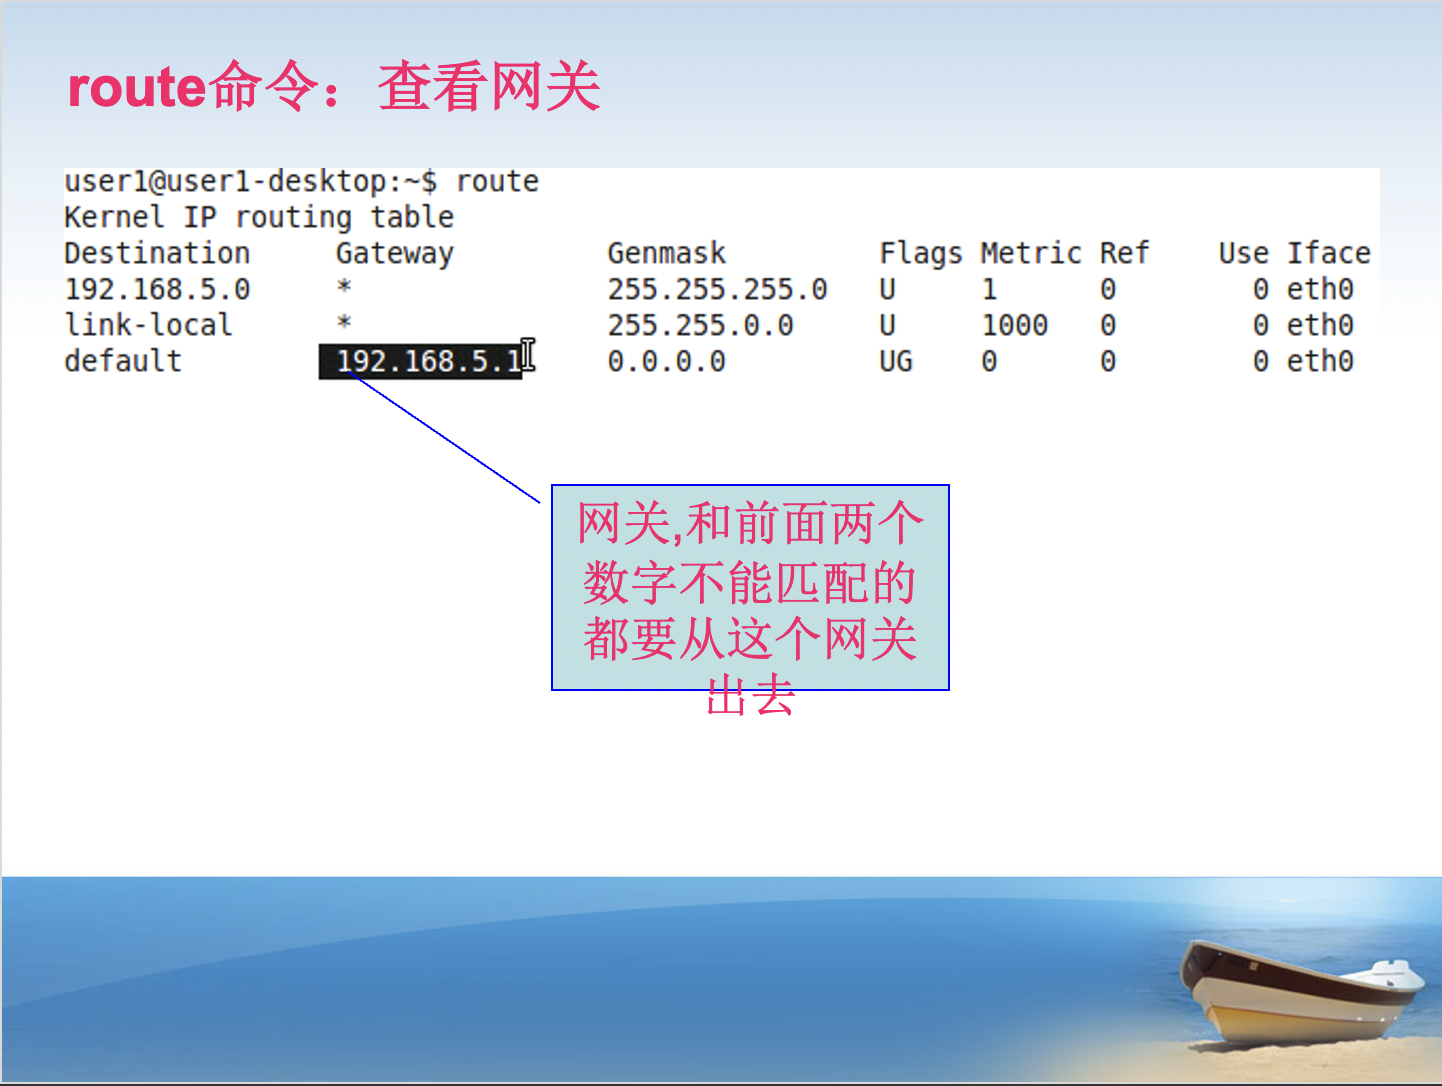 route命令：查看网关
user1@user1-desktop:~$ route
Kernel IP routing table
Destination Gateway Genmask Flags Metric Ref Use Iface
192.168.5.0 * 255.255.255.0 U 1 0 0 eth0
link-local * 255.255.0.0 U 1000 0 0 eth0
default 192.168.5.1 0.0.0.0 UG 0 0 0 eth0
网关,和前面两个
数字不能匹配的
都要从这个网关
出去